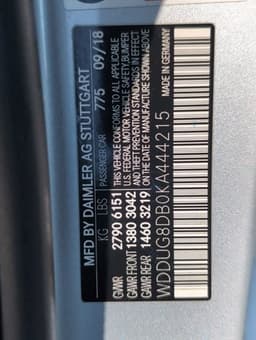 MFD BY DAIMLER AG STUTTGART
KG LBS PASSENGER CAR 775 09/18
GVWR 2790 6151
GAWR FRONT 1380 3042
GAWR REAR 1460 3219
THIS VEHICLE CONFORMS TO ALL APPLICABLE
U.S. FEDERAL MOTOR VEHICLE SAFETY, BUMPER
AND THEFT PREVENTION STANDARDS IN EFFECT
ON THE DATE OF MANUFACTURE SHOWN ABOVE
WDDUG8DB0KA444215
MADE IN GERMANY